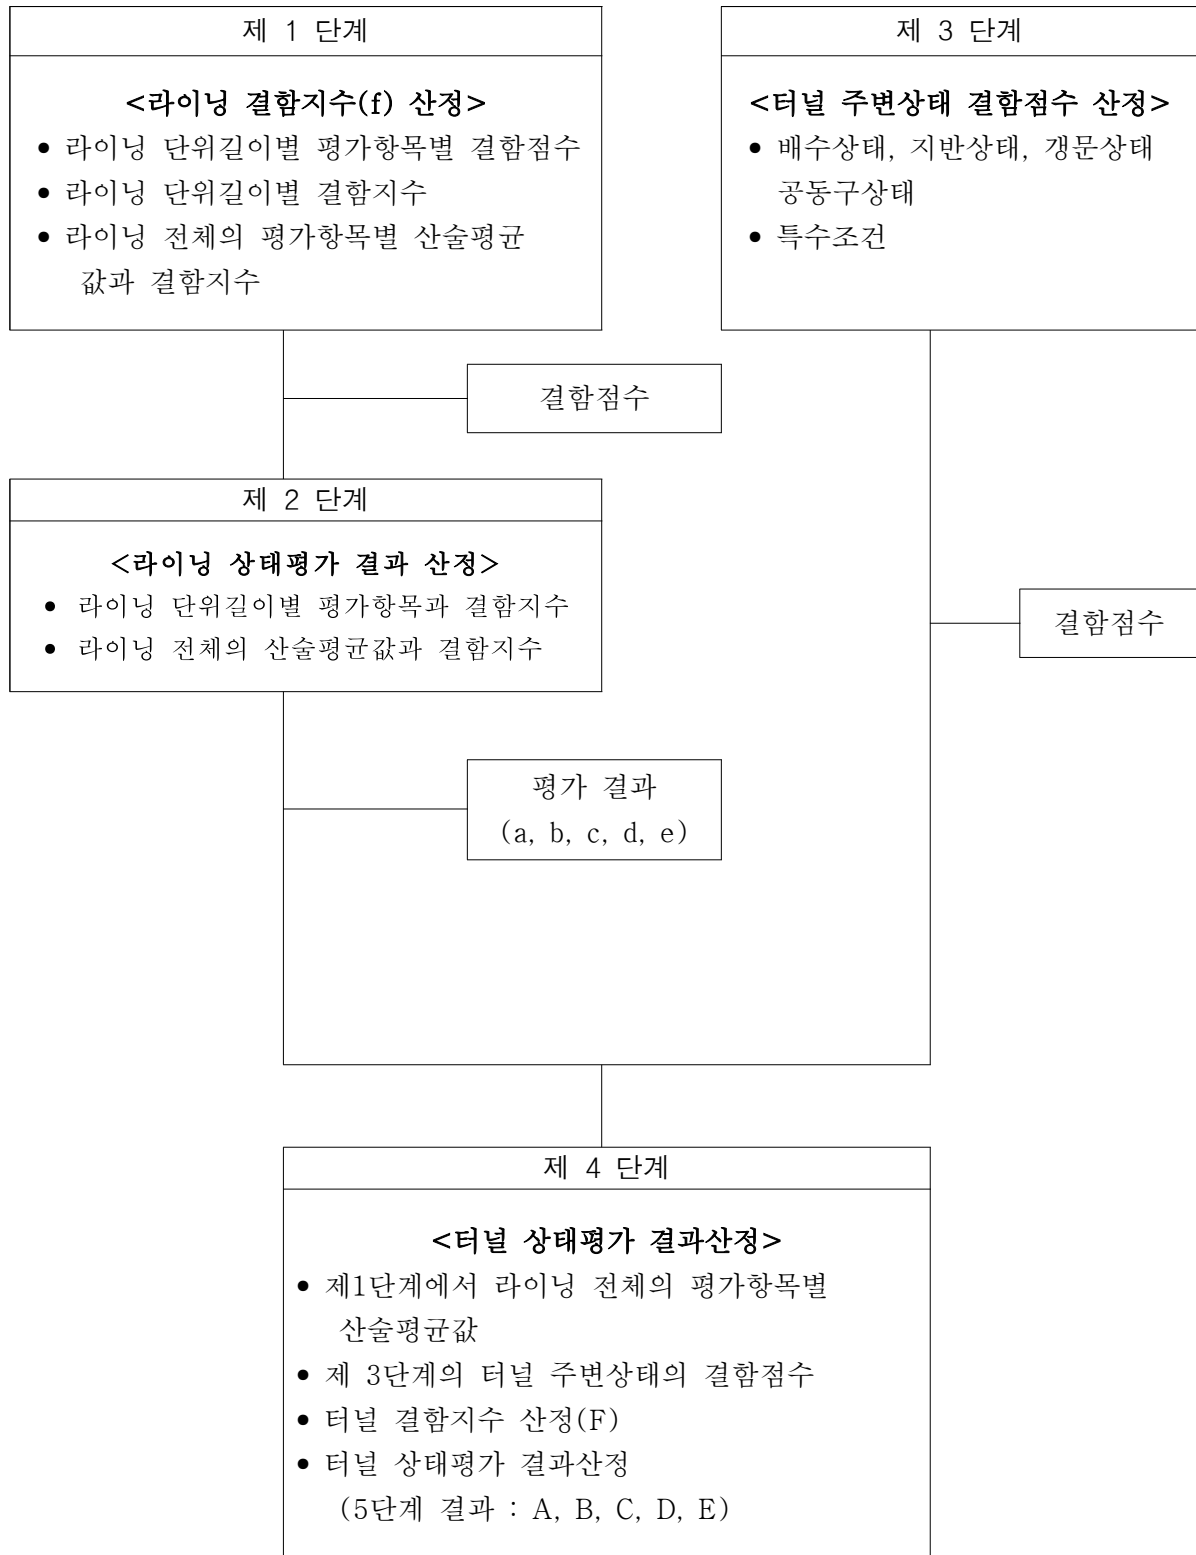 제 1 단계
<라이닝 결함지수(f) 산정>
• 라이닝 단위길이별 평가항목별 결함점수
• 라이닝 단위길이별 결함지수
• 라이닝 전체의 평가항목별 산술평균
값과 결함지수
제 3 단계
<터널 주변상태 결함점수 산정>
• 배수상태, 지반상태, 갱문상태
공동구상태
• 특수조건
결함점수
제 2 단계
<라이닝 상태평가 결과 산정>
• 라이닝 단위길이별 평가항목과 결함지수
• 라이닝 전체의 산술평균값과 결함지수
결함점수
평가 결과
(a, b, c, d, e)
제 4 단계
<터널 상태평가 결과산정>
• 제1단계에서 라이닝 전체의 평가항목별
산술평균값
• 제 3단계의 터널 주변상태의 결함점수
• 터널 결함지수 산정(F)
• 터널 상태평가 결과산정
(5단계 결과 : A, B, C, D, E)